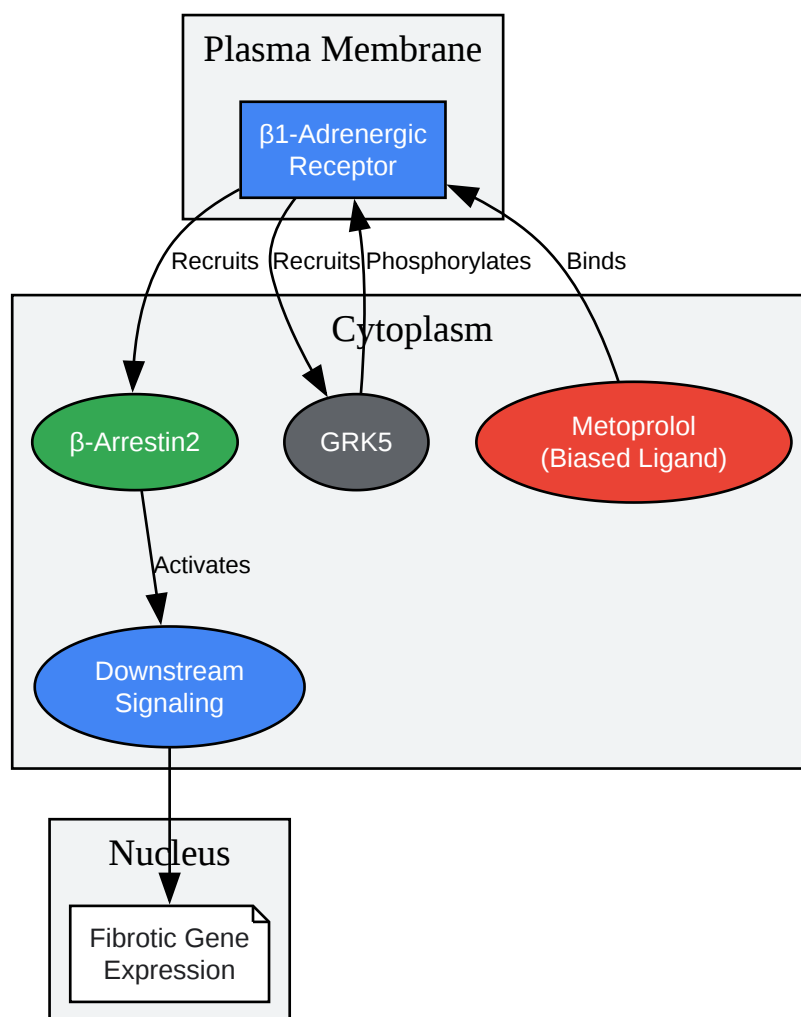 Plasma Membrane
β1-Adrenergic
Receptor
Recruits
Recruits
Phosphorylates
Binds
Cytoplasm
β-Arrestin2
GRK5
Metoprolol
(Biased Ligand)
Activates
Downstream
Signaling
Nucleus
Fibrotic Gene
Expression